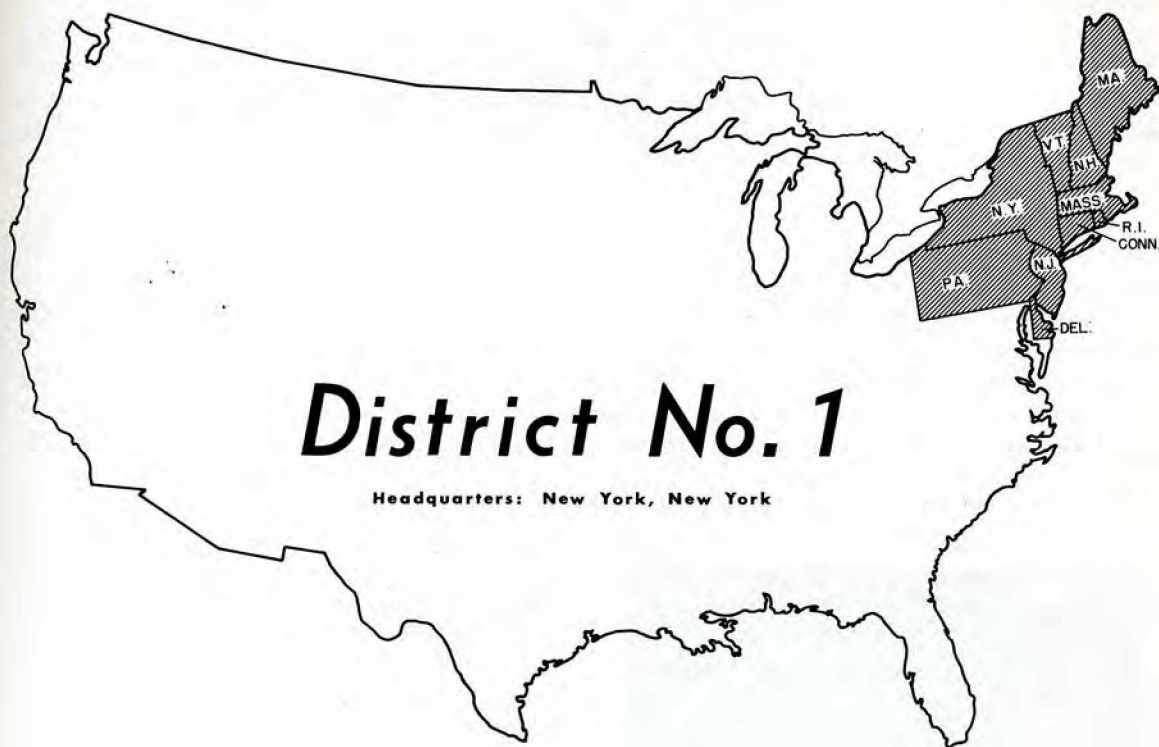 MA.
VT.
N.H.
N.Y.
MASS.
R.I.
CONN.
PA.
N.J.
DEL.
District No. 1
Headquarters: New York, New York